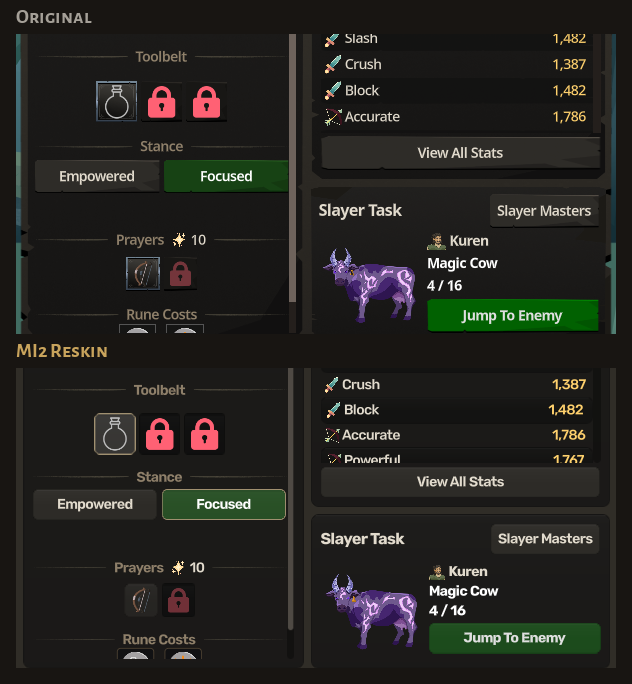 ORIGINAL
Toolbelt
Stance
Empowered
Focused
Prayers 10
Rune Costs
Slash 1,482
Crush 1,387
Block 1,482
Accurate 1,786
View All Stats
Slayer Task
Slayer Masters
Kuren
Magic Cow
4 / 16
Jump To Enemy
MI2 RESKIN
Toolbelt
Stance
Empowered
Focused
Prayers 10
Rune Costs
Crush 1,387
Block 1,482
Accurate 1,786
Powerful 1,767
View All Stats
Slayer Task
Slayer Masters
Kuren
Magic Cow
4 / 16
Jump To Enemy